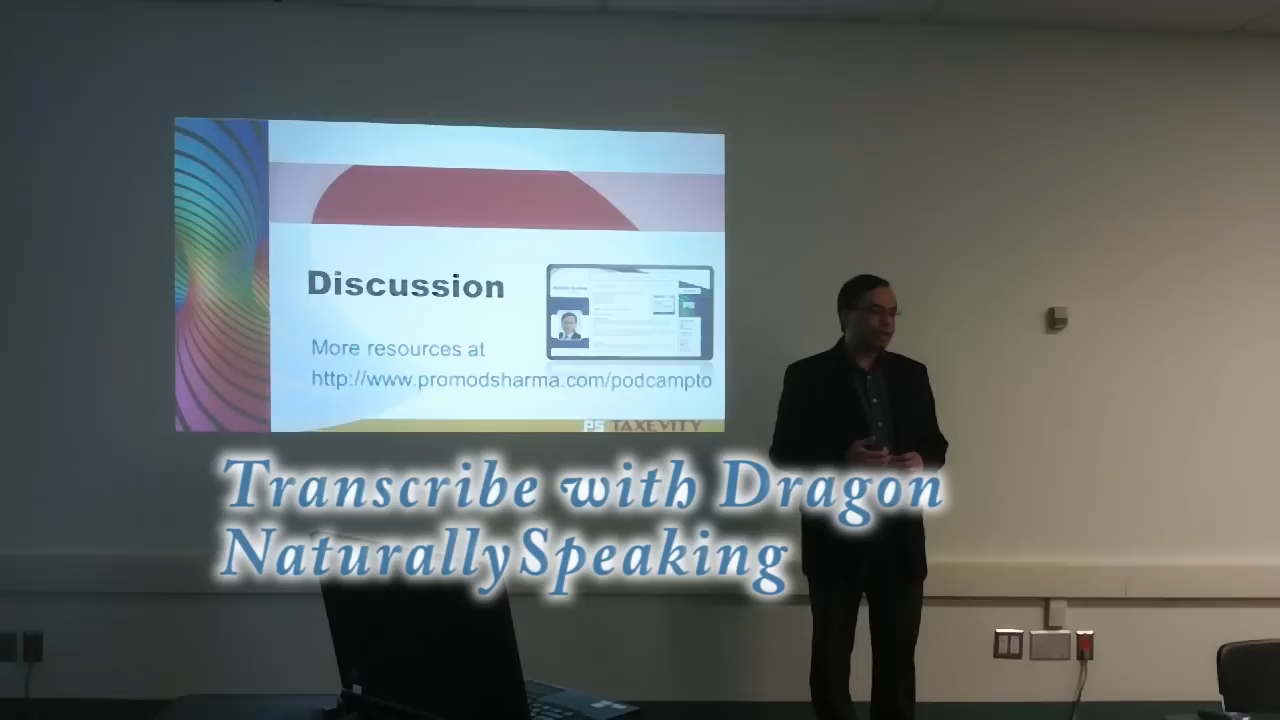 Discussion
More resources at
http://www.promodsharma.com/podcampto
PS TAXEVITY
Transcribe with Dragon
NaturallySpeaking